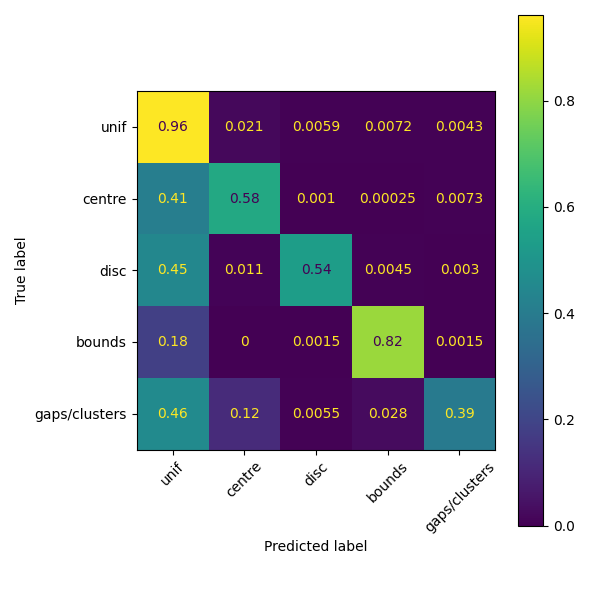 unif 0.96 0.021 0.0059 0.0072 0.0043
centre 0.41 0.58 0.001 0.00025 0.0073
disc 0.45 0.011 0.54 0.0045 0.003
bounds 0.18 0 0.0015 0.82 0.0015
gaps/clusters 0.46 0.12 0.0055 0.028 0.39
unif centre disc bounds gaps/clusters
Predicted label
True label
0.8
0.6
0.4
0.2
0.0